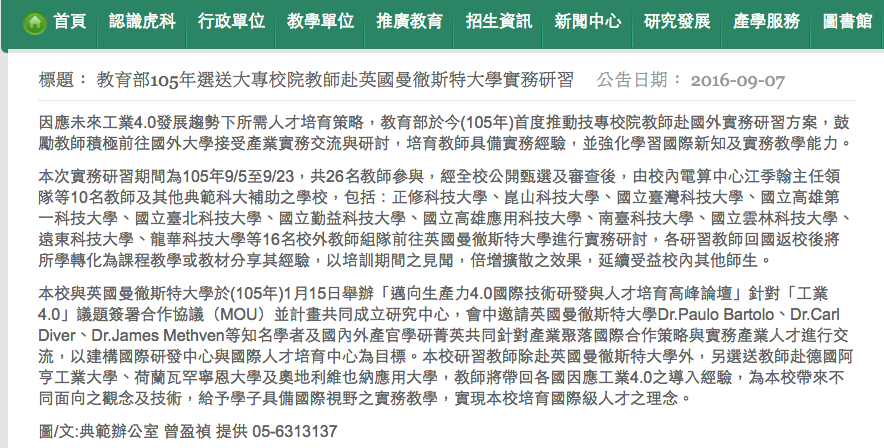 首頁 認識虎科 行政單位 教學單位 推廣教育 招生資訊 新聞中心 研究發展 產學服務 圖書館
標題： 教育部105年選送大專校院教師赴英國曼徹斯特大學實務研習 公告日期： 2016-09-07
因應未來工業4.0發展趨勢下所需人才培育策略，教育部於今(105年)首度推動技專校院教師赴國外實務研習方案，鼓
勵教師積極前往國外大學接受產業實務交流與研討，培育教師具備實務經驗，並強化學習國際新知及實務教學能力。
本次實務研習期間為105年9/5至9/23，共26名教師參與，經全校公開甄選及審查後，由校內電算中心江季翰主任領
隊等10名教師及其他典範科大補助之學校，包括：正修科技大學、崑山科技大學、國立臺灣科技大學、國立高雄第
一科技大學、國立臺北科技大學、國立勤益科技大學、國立高雄應用科技大學、南臺科技大學、國立雲林科技大學、
遠東科技大學、龍華科技大學等16名校外教師組隊前往英國曼徹斯特大學進行實務研討，各研習教師回國返校後將
所學轉化為課程教學或教材分享其經驗，以培訓期間之見聞，倍增擴散之效果，延續受益校內其他師生。
本校與英國曼徹斯特大學於(105年)1月15日舉辦「邁向生產力4.0國際技術研發與人才培育高峰論壇」針對「工業
4.0」議題簽署合作協議（MOU）並計畫共同成立研究中心，會中邀請英國曼徹斯特大學Dr.Paulo Bartolo、Dr.Carl
Diver、Dr.James Methven等知名學者及國內外產官學研菁英共同針對產業聚落國際合作策略與實務產業人才進行交
流，以建構國際研發中心與國際人才培育中心為目標。本校研習教師除赴英國曼徹斯特大學外，另選送教師赴德國阿
亨工業大學、荷蘭瓦罕寧恩大學及奧地利維也納應用大學，教師將帶回各國因應工業4.0之導入經驗，為本校帶來不
同面向之觀念及技術，給予學子具備國際視野之實務教學，實現本校培育國際級人才之理念。
圖/文:典範辦公室 曾盈禎 提供 05-6313137